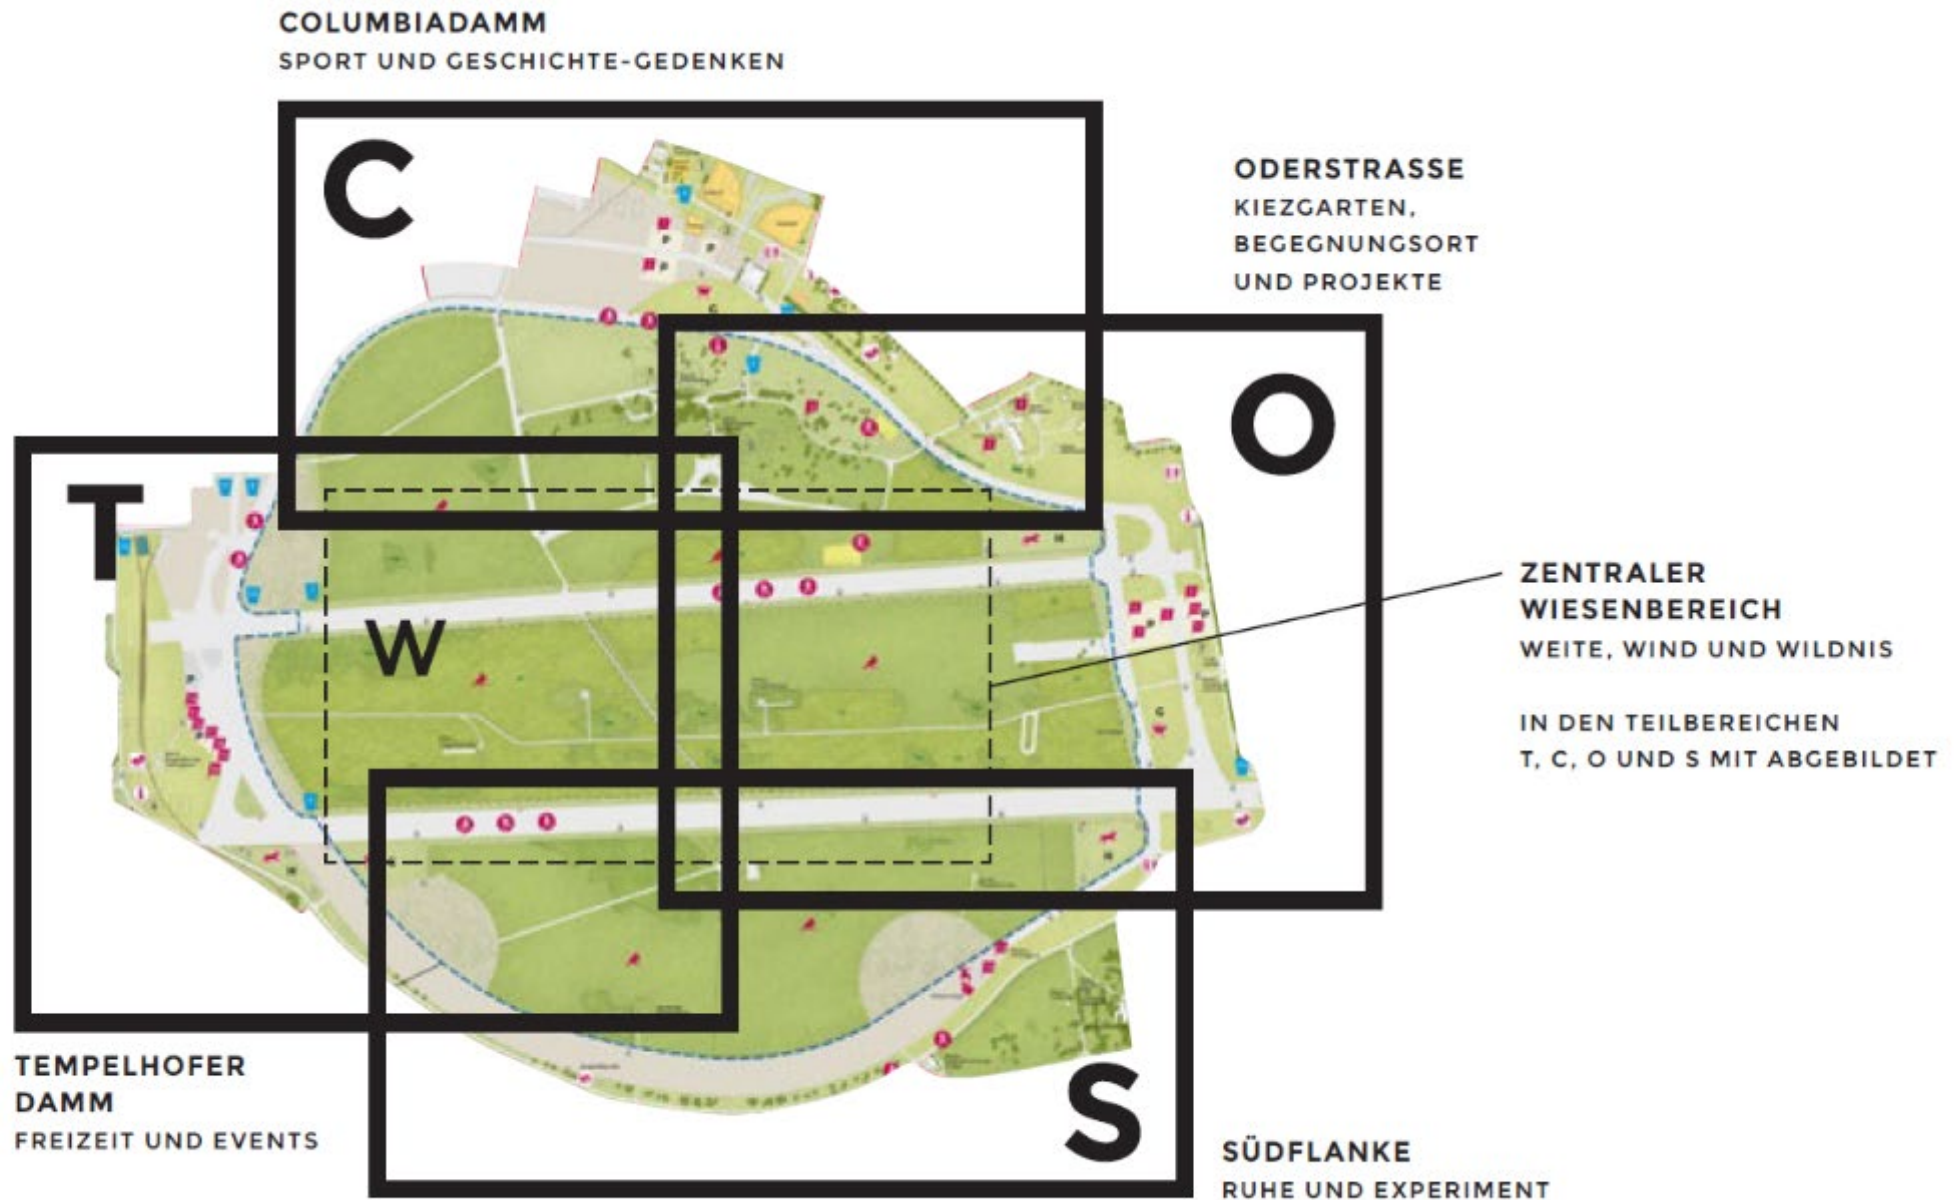 COLUMBIADAMM
SPORT UND GESCHICHTE-GEDENKEN
C
ODERSTRASSE
KIEZGARTEN,
BEGEGNUNGSORT
UND PROJEKTE
O
T
W
ZENTRALER
WIESENBEREICH
WEITE, WIND UND WILDNIS
IN DEN TEILBEREICHEN
T, C, O UND S MIT ABGEBILDET
TEMPELHOFER
DAMM
FREIZEIT UND EVENTS
S
SÜDFLANKE
RUHE UND EXPERIMENT